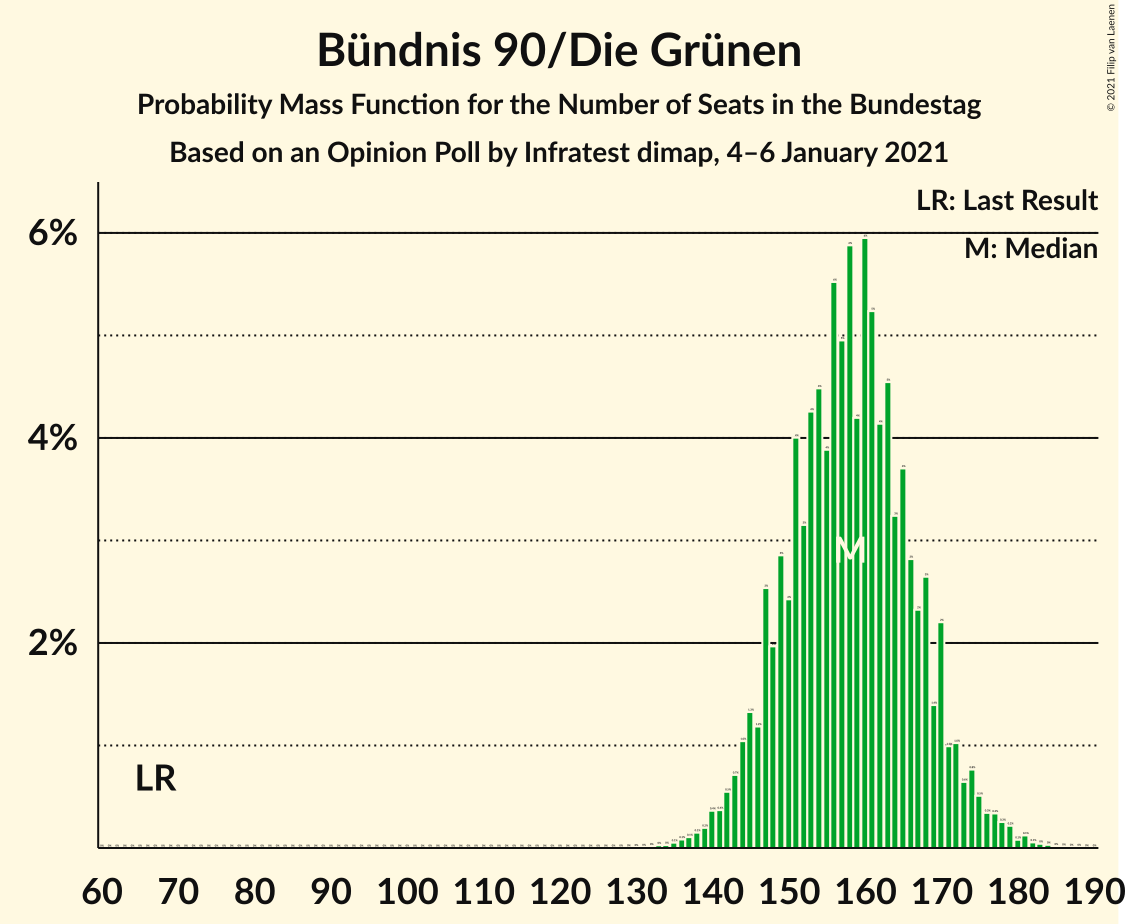 Bündnis 90/Die Grünen
Probability Mass Function for the Number of Seats in the Bundestag
Based on an Opinion Poll by Infratest dimap, 4–6 January 2021
© 2021 Filip van Laenen
LR: Last Result
M: Median
6%
4%
2%
M
LR
60 70 80 90 100 110 120 130 140 150 160 170 180 190